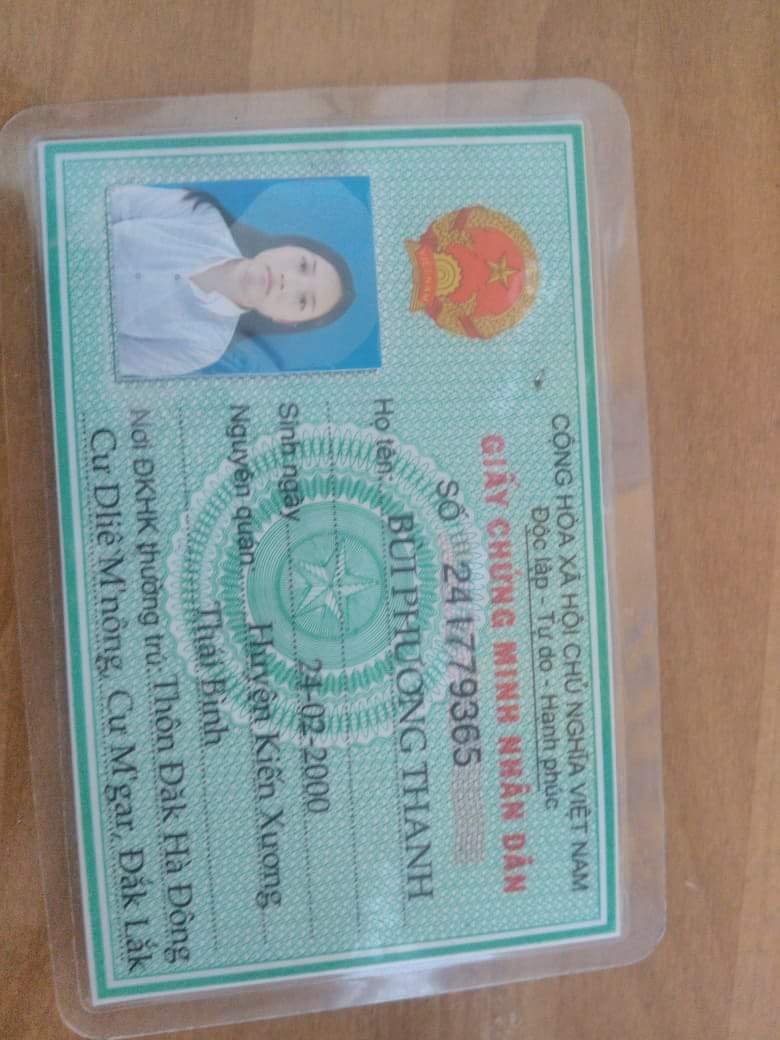 CỘNG HÒA XÃ HỘI CHỦ NGHĨA VIỆT NAM
Độc lập - Tự do - Hạnh phúc
GIẤY CHỨNG MINH NHÂN DÂN
SỐ 241779365
Họ tên: BÙI PHƯƠNG THANH
Sinh ngày 24-02-2000
Nguyên quán Huyện Kiến Xương
Thái Bình
Nơi ĐKHK thường trú: Thôn Đăk Hà Đông
Cư Dliê M'nông, Cư M'gar, Đắk Lắk